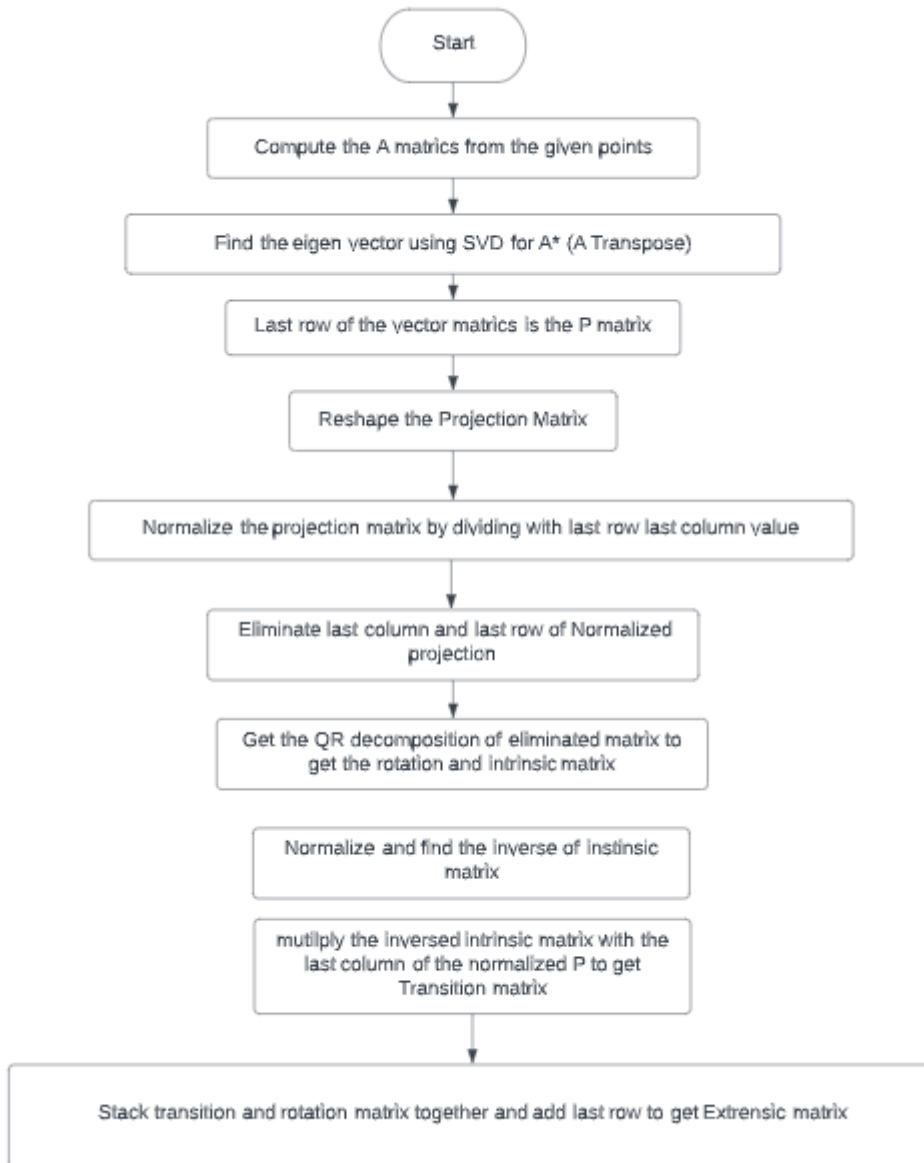 Start
Compute the A matrics from the given points
Find the eigen vector using SVD for A* (A Transpose)
Last row of the vector matrics is the P matrix
Reshape the Projection Matrix
Normalize the projection matrix by dividing with last row last column value
Eliminate last column and last row of Normalized
projection
Get the QR decomposition of eliminated matrix to
get the rotation and intrinsic matrix
Normalize and find the inverse of instinsic
matrix
mutilply the inversed intrinsic matrix with the
last column of the normalized P to get
Transition matrix
Stack transition and rotation matrix together and add last row to get Extrensic matrix